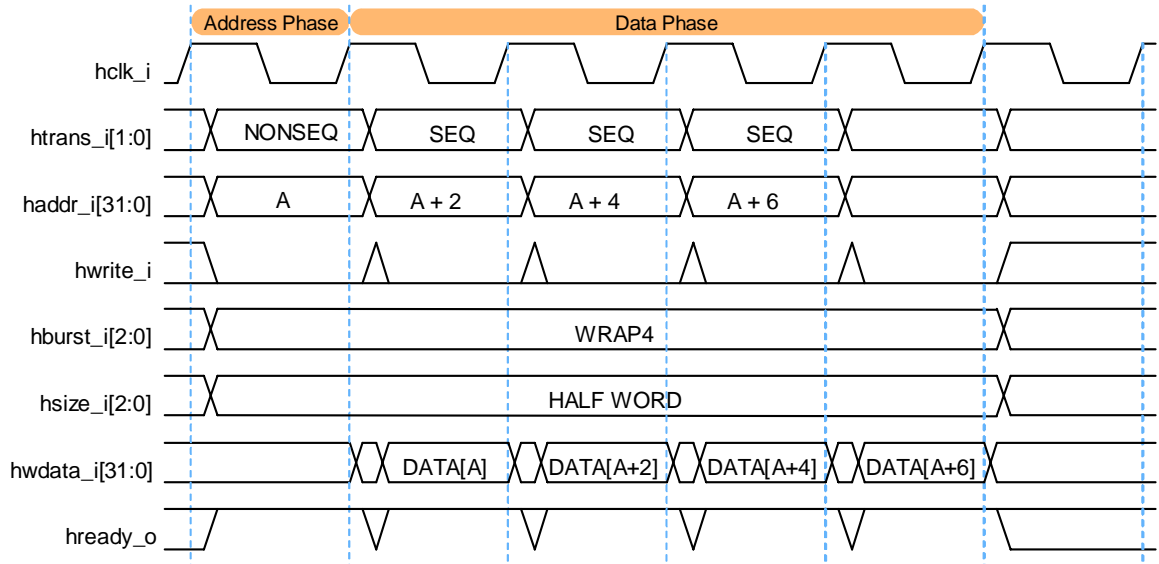 Address Phase Data Phase
hclk_i
htrans_i[1:0] NONSEQ SEQ SEQ SEQ
haddr_i[31:0] A A + 2 A + 4 A + 6
hwrite_i
hburst_i[2:0] WRAP4
hsize_i[2:0] HALF WORD
hwdata_i[31:0] DATA[A] DATA[A+2] DATA[A+4] DATA[A+6]
hready_o